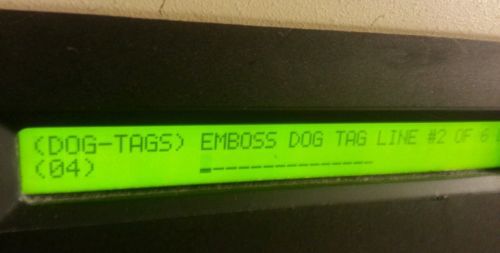 (DOG-TAGS) EMBOSS DOG TAG LINE #2 OF 6
(04) _--------------